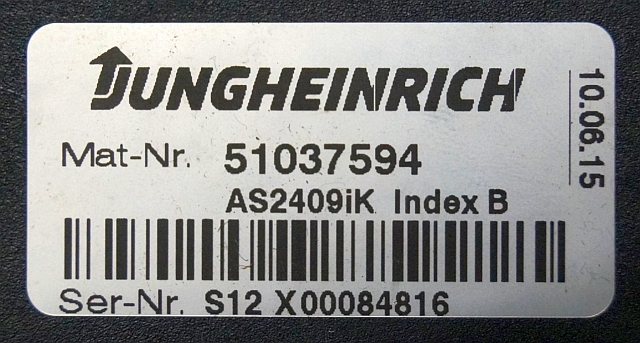 JUNGHEINRICH
10.06.15
Mat-Nr. 51037594
AS2409iK Index B
Ser-Nr. S12 X00084816